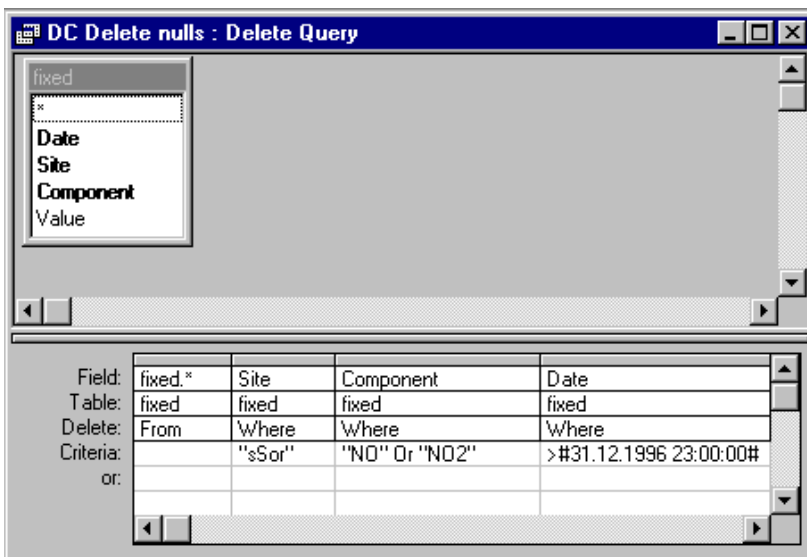 DC Delete nulls : Delete Query
fixed
*
Date
Site
Component
Value
Field: fixed.* Site Component Date
Table: fixed fixed fixed fixed
Delete: From Where Where Where
Criteria: "sSor" "NO" Or "NO2" >#31.12.1996 23:00:00#
or: